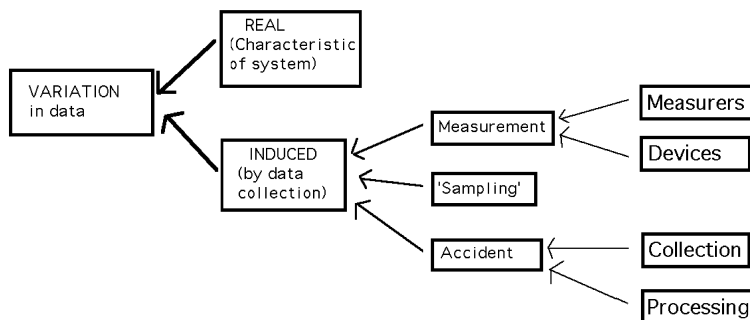 REAL
(Characteristic
of system)
VARIATION
in data
INDUCED
(by data
collection)
Measurement
'Sampling'
Accident
Measurers
Devices
Collection
Processing